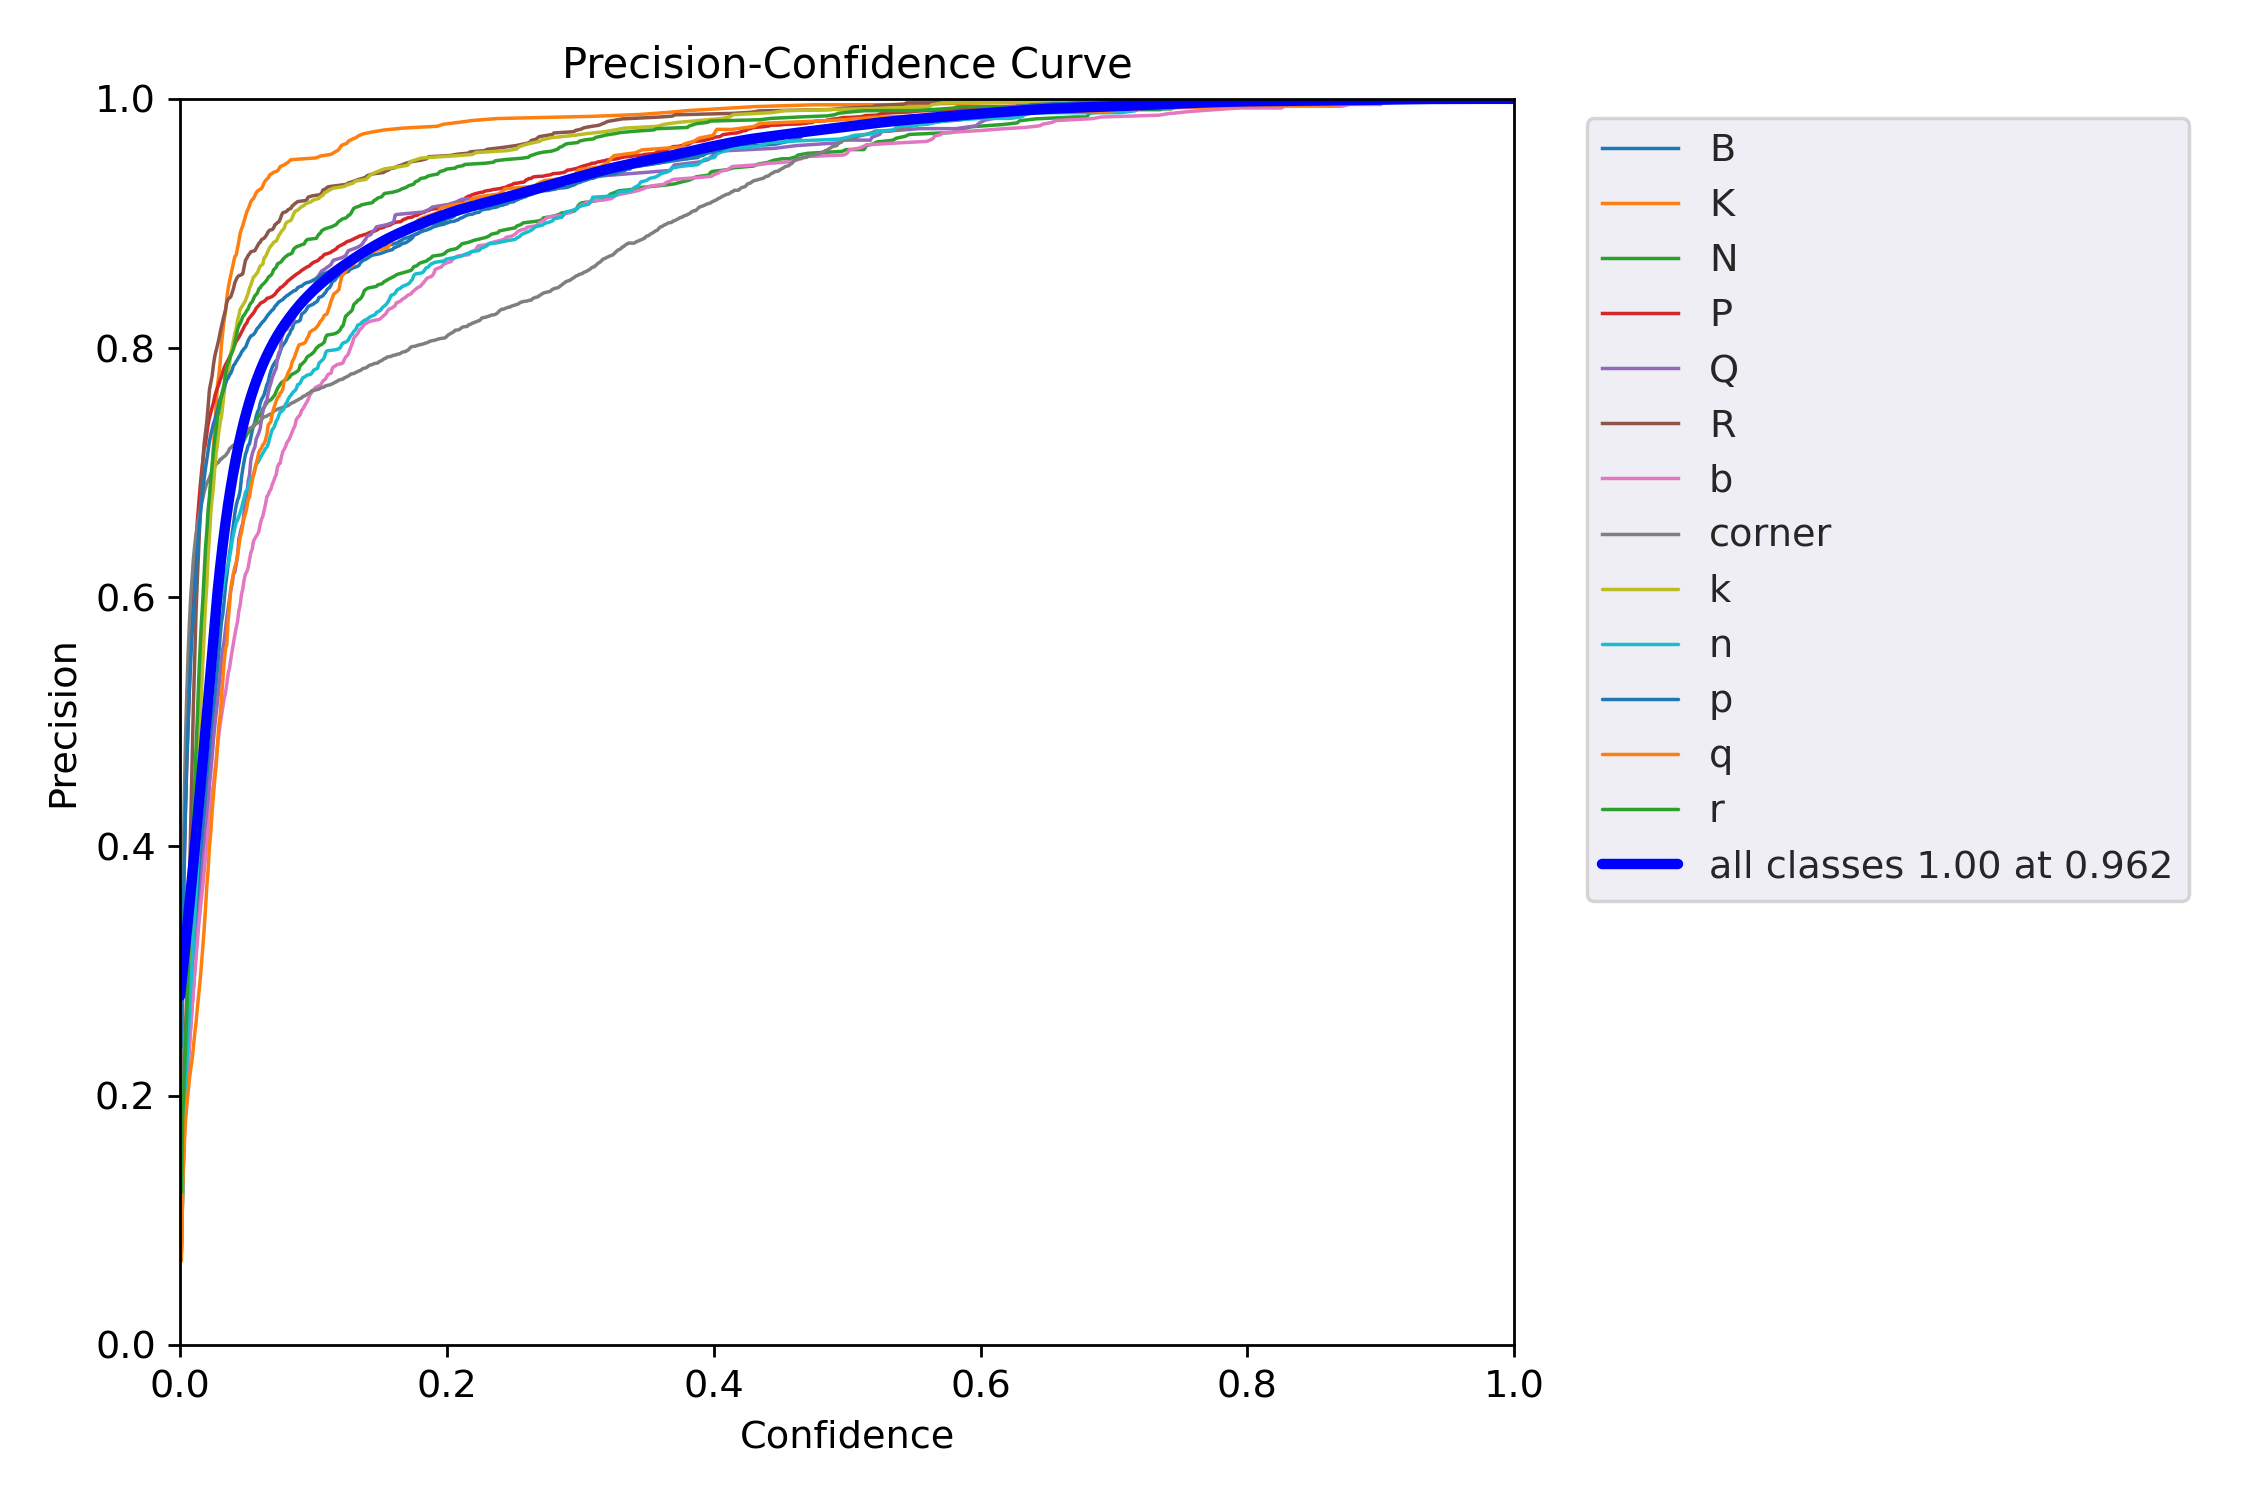 Precision-Confidence Curve
1.0
0.8
0.6
0.4
0.2
0.0
Precision
0.0 0.2 0.4 0.6 0.8 1.0
Confidence
B
K
N
P
Q
R
b
corner
k
n
p
q
r
all classes 1.00 at 0.962